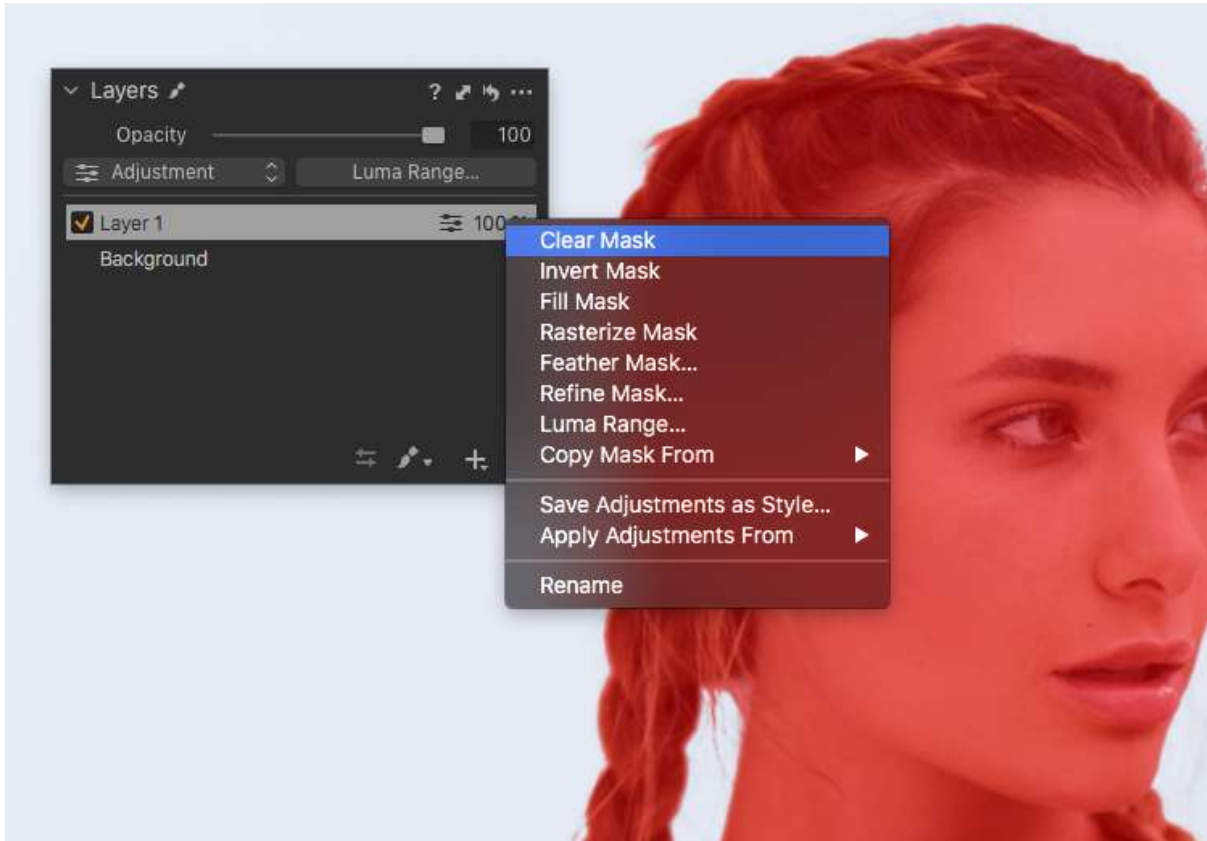 Layers
?
Opacity 100
Adjustment Luma Range...
Layer 1 100
Background
Clear Mask
Invert Mask
Fill Mask
Rasterize Mask
Feather Mask...
Refine Mask...
Luma Range...
Copy Mask From
Save Adjustments as Style...
Apply Adjustments From
Rename